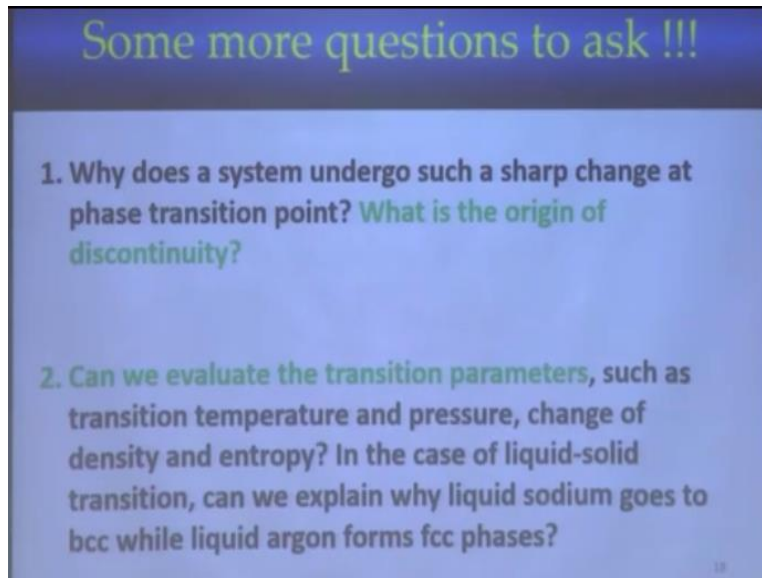 Some more questions to ask !!!
1. Why does a system undergo such a sharp change at
phase transition point? What is the origin of
discontinuity?
2. Can we evaluate the transition parameters, such as
transition temperature and pressure, change of
density and entropy? In the case of liquid-solid
transition, can we explain why liquid sodium goes to
bcc while liquid argon forms fcc phases?
18